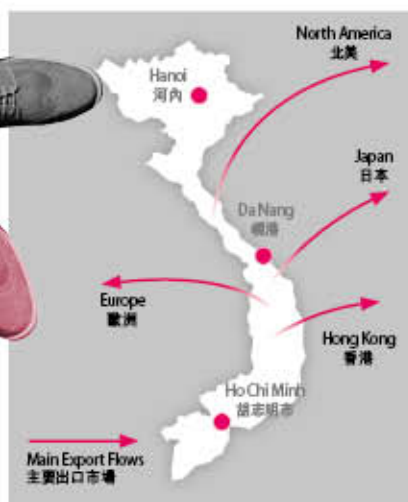 North America
北美
Hanoi
河內
Japan
日本
Da Nang
峴港
Europe
歐洲
Hong Kong
香港
Ho Chi Minh
胡志明市
Main Export Flows
主要出口市場